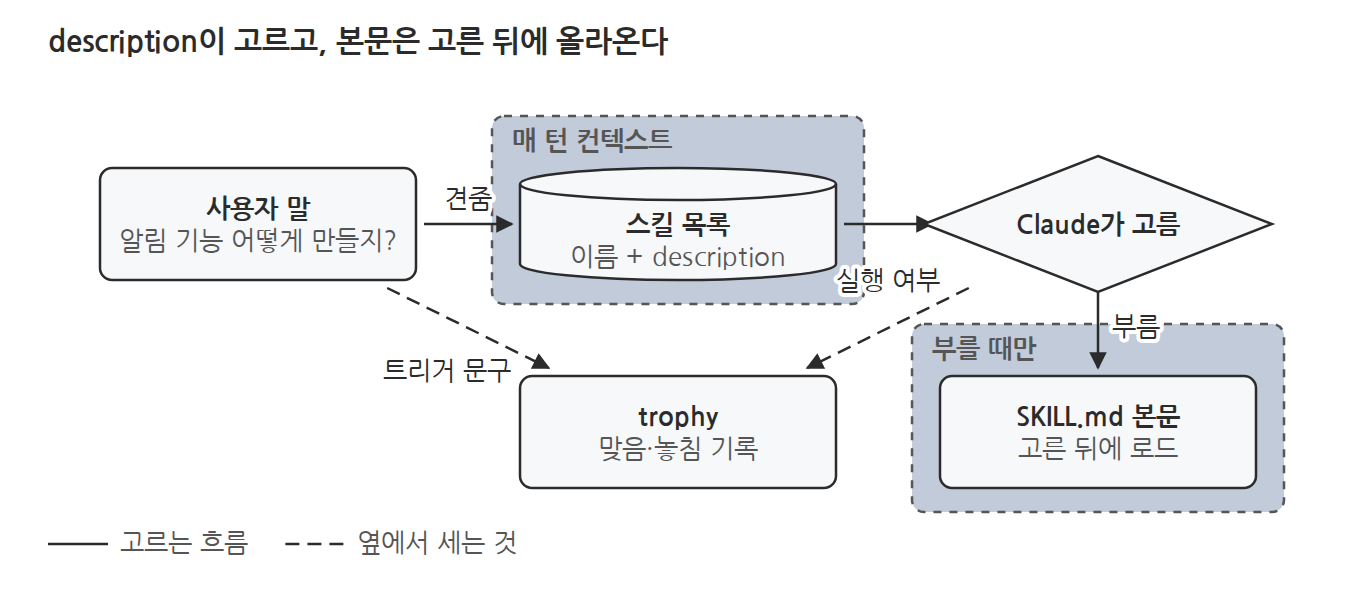 description이 고르고, 본문은 고른 뒤에 올라온다
매 턴 컨텍스트
사용자 말
알림 기능 어떻게 만들지?
견줌
스킬 목록
이름 + description
Claude가 고름
실행 여부
부름
트리거 문구
부를 때만
trophy
맞음·놓침 기록
SKILL.md 본문
고른 뒤에 로드
고르는 흐름
옆에서 세는 것